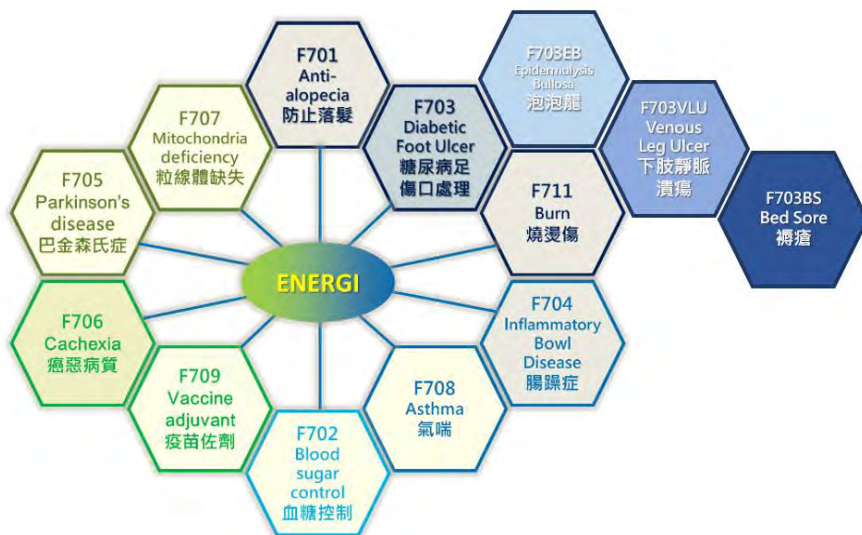 F701
Anti-
alopecia
防止落髮
F703
Diabetic
Foot Ulcer
糖尿病足
傷口處理
F703EB
Epidermolysis
Bullosa
泡泡龍
F703VLU
Venous
Leg Ulcer
下肢靜脈
潰瘍
F703BS
Bed Sore
褥瘡
F707
Mitochondria
deficiency
粒線體缺失
F711
Burn
燒燙傷
F705
Parkinson's
disease
巴金森氏症
ENERGI
F706
Cachexia
癌惡病質
F704
Inflammatory
Bowl
Disease
腸躁症
F709
Vaccine
adjuvant
疫苗佐劑
F708
Asthma
氣喘
F702
Blood
sugar
control
血糖控制